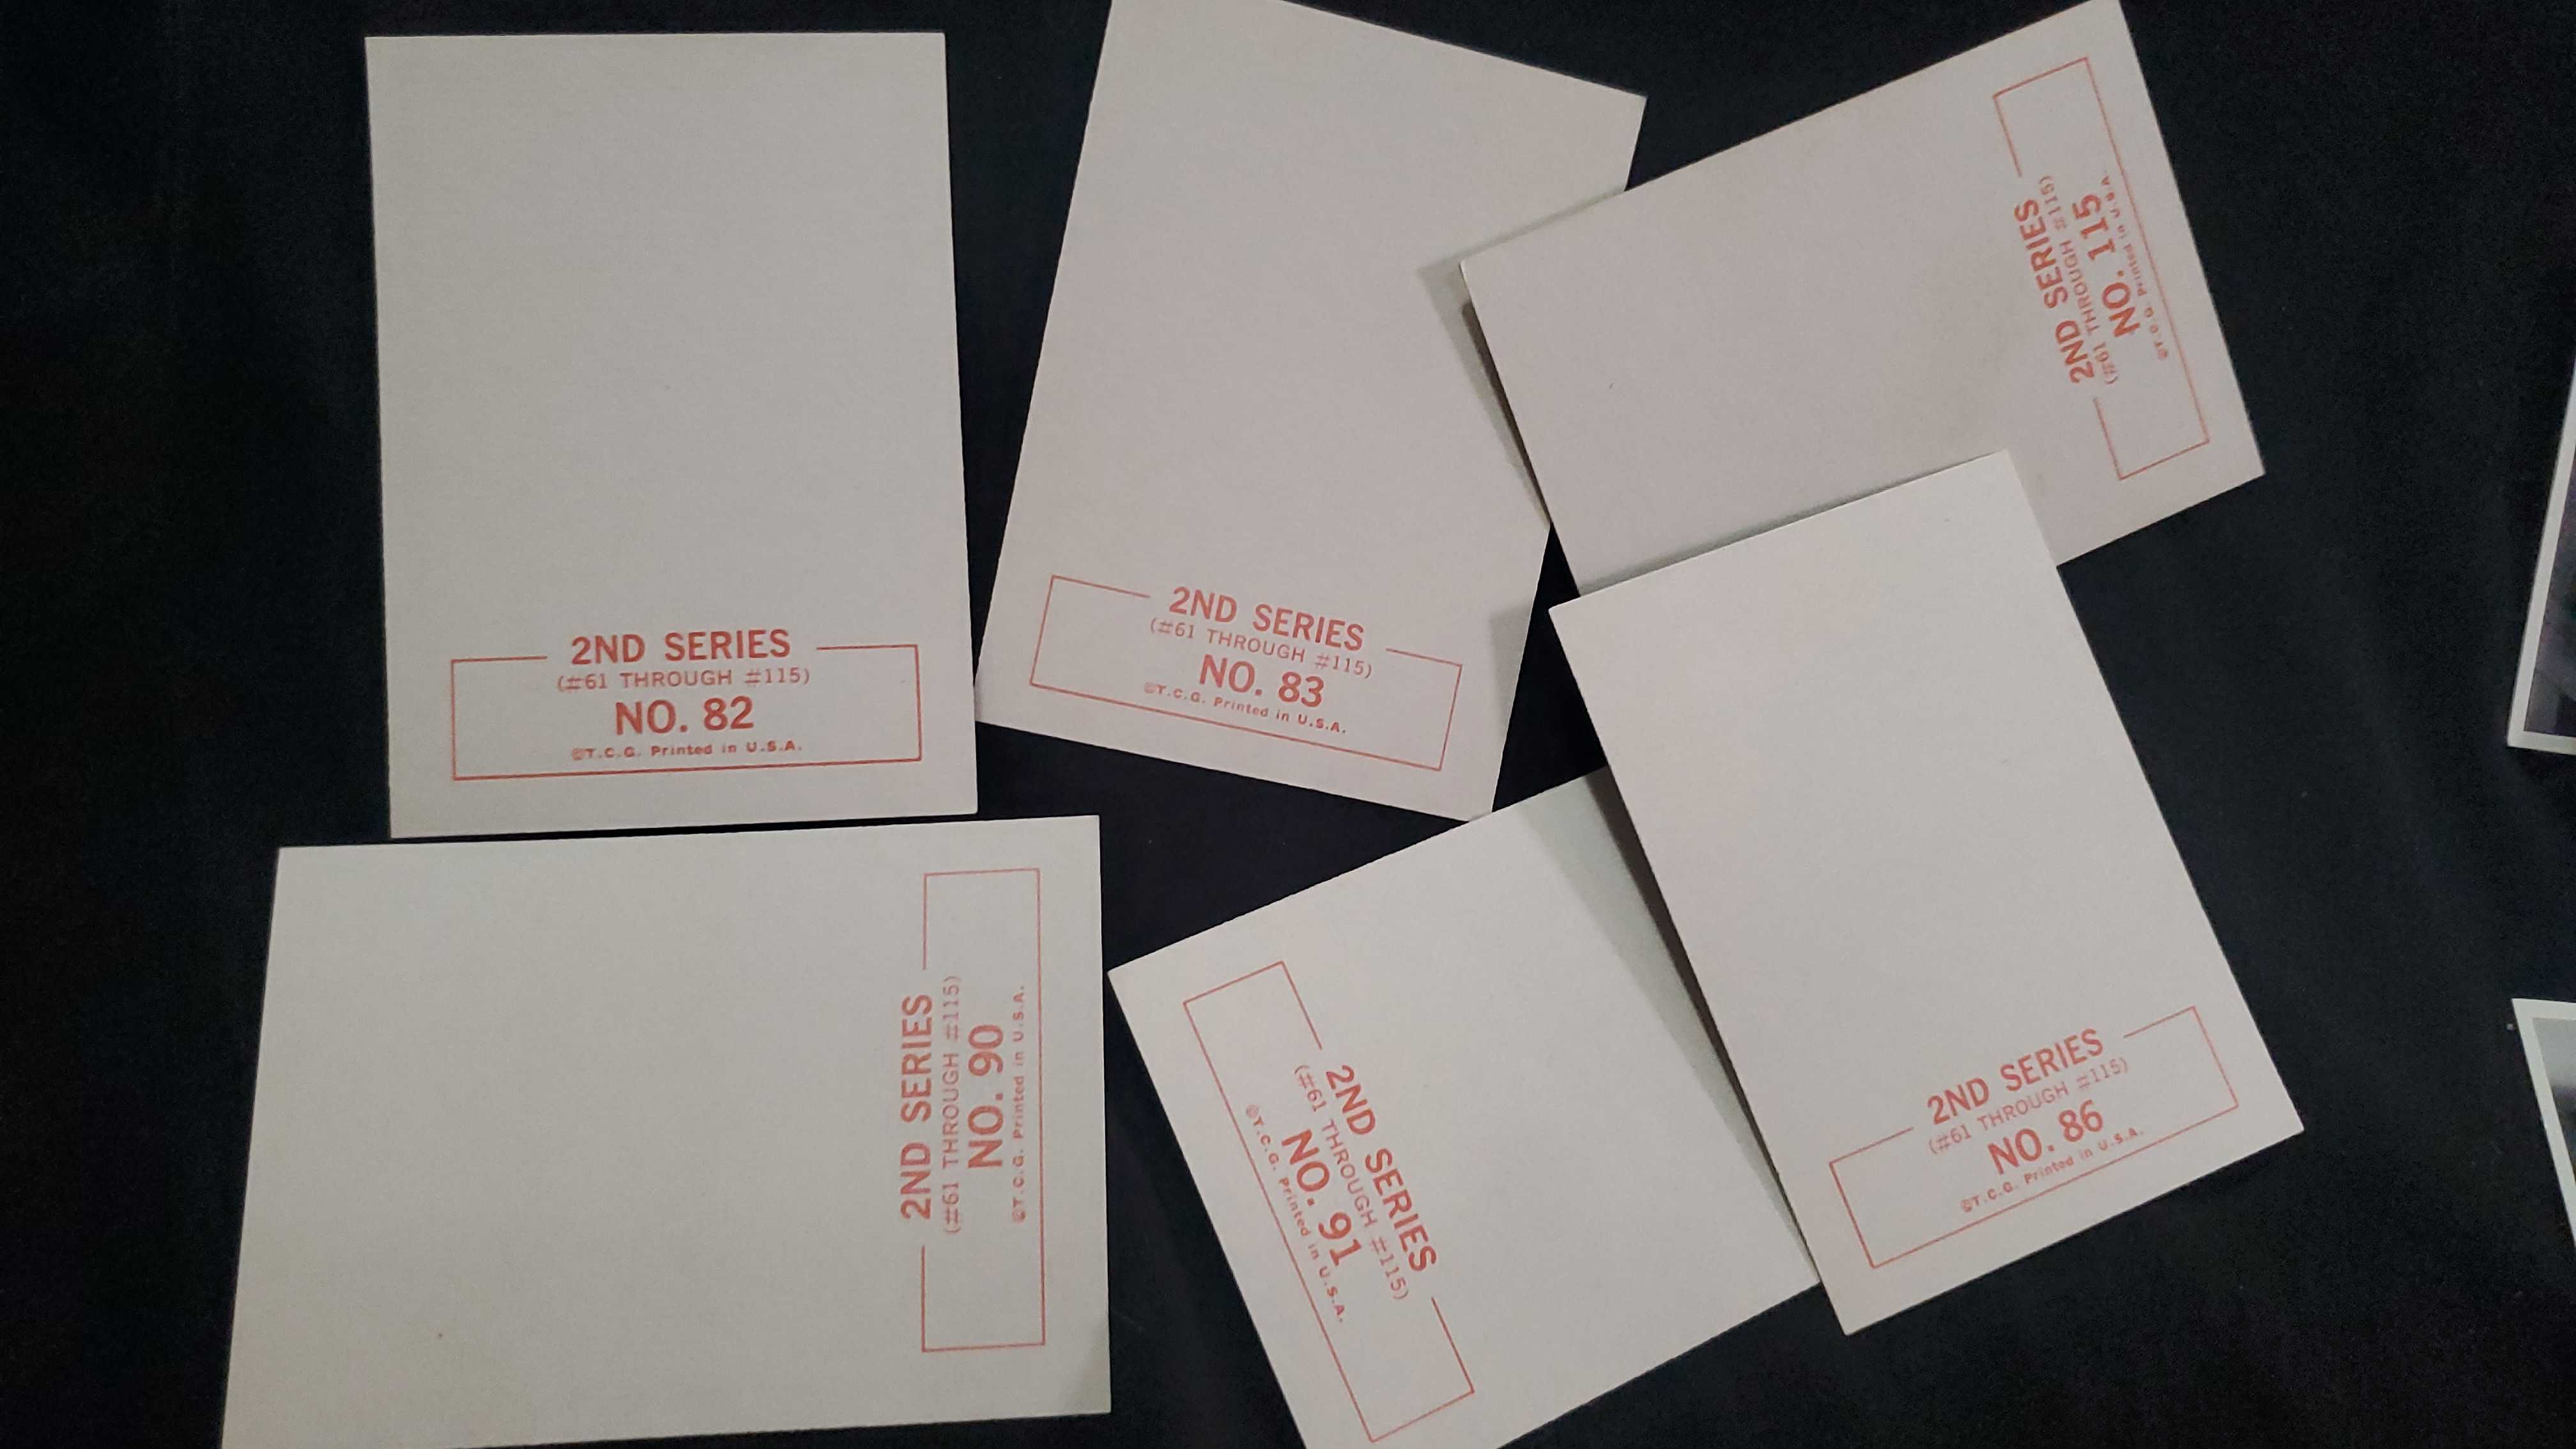 2ND SERIES
(#61 THROUGH #115)
NO. 82
©T.C.G. Printed in U.S.A.
2ND SERIES
(#61 THROUGH #115)
NO. 83
©T.C.G. Printed in U.S.A.
2ND SERIES
(#61 THROUGH #115)
NO. 115
©T.C.G. Printed in U.S.A.
2ND SERIES
(#61 THROUGH #115)
NO. 90
©T.C.G. Printed in U.S.A.
2ND SERIES
(#61 THROUGH #115)
NO. 91
©T.C.G. Printed in U.S.A.
2ND SERIES
(#61 THROUGH #115)
NO. 86
©T.C.G. Printed in U.S.A.